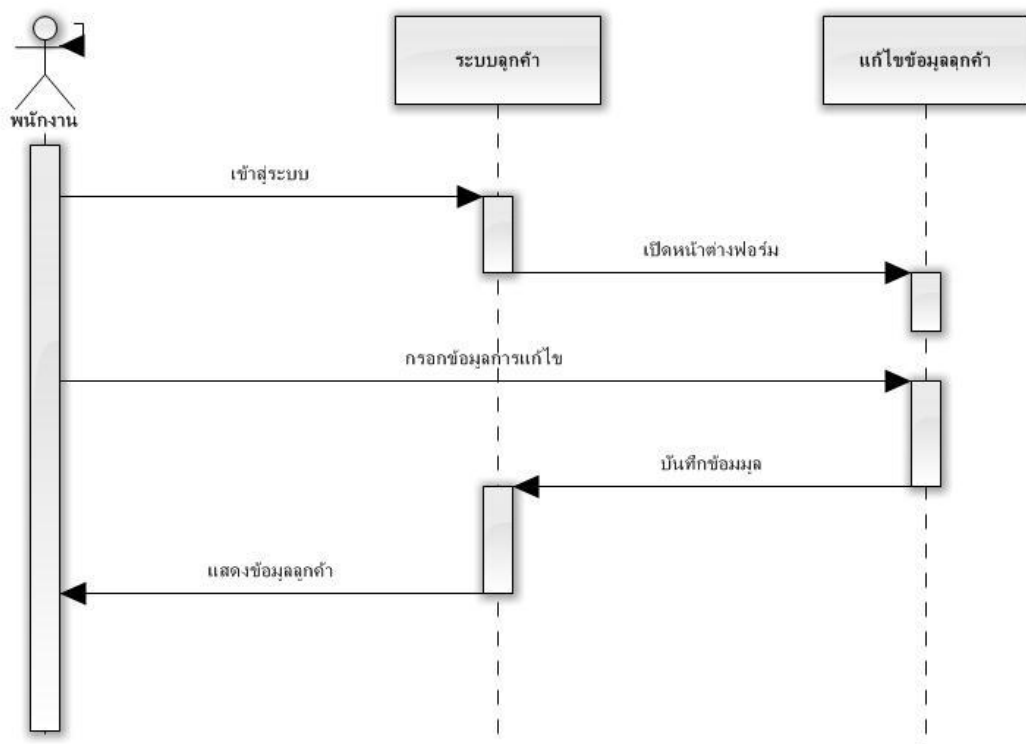 ระบบลูกค้า
แก้ไขข้อมูลลูกค้า
พนักงาน
เข้าสู่ระบบ
เปิดหน้าต่างฟอร์ม
กรอกข้อมูลการแก้ไข
บันทึกข้อมมูล
แสดงข้อมูลลูกค้า